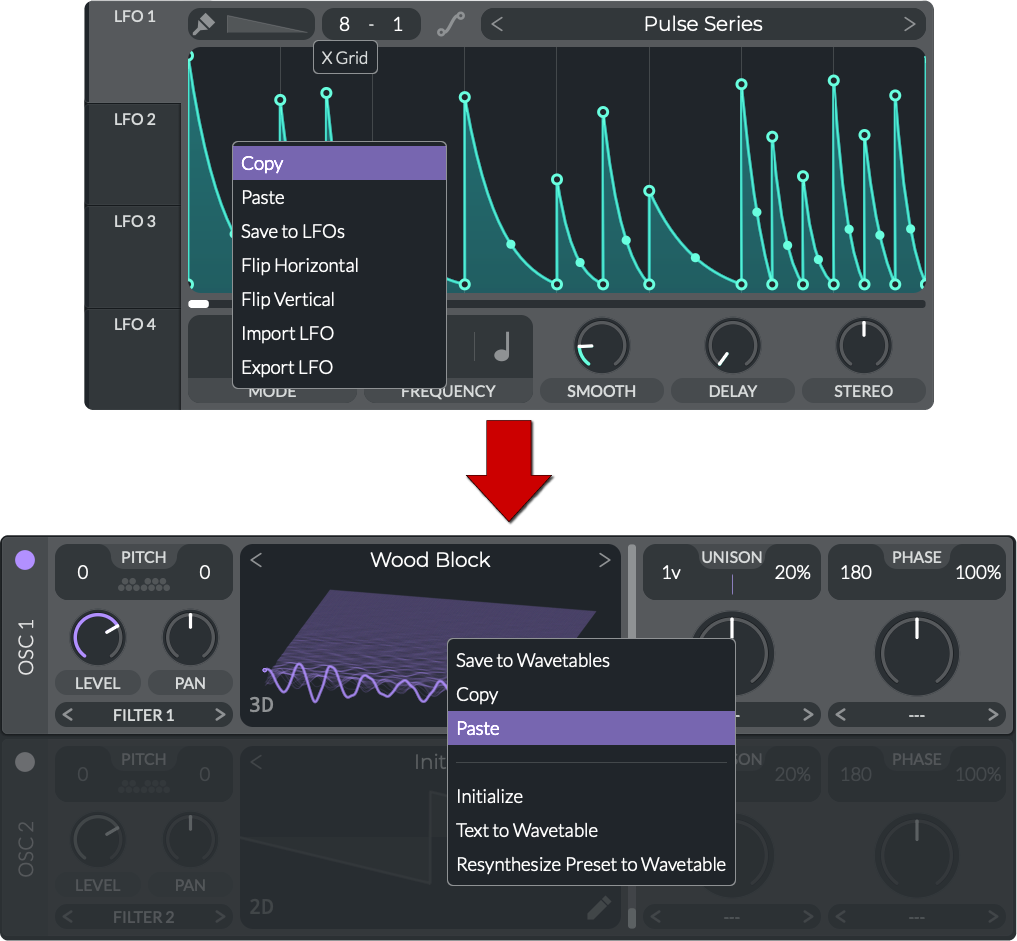 LFO 1
8 - 1
< Pulse Series >
X Grid
LFO 2
LFO 3
LFO 4
Copy
Paste
Save to LFOs
Flip Horizontal
Flip Vertical
Import LFO
Export LFO
MODE
FREQUENCY
SMOOTH
DELAY
STEREO
OSC 1
PITCH
0 0
LEVEL
PAN
< FILTER 1 >
< Wood Block >
3D
UNISON
1v 20%
PHASE
180 100%
>
< --- >
Save to Wavetables
Copy
Paste
Initialize
Text to Wavetable
Resynthesize Preset to Wavetable
OSC 2
PITCH
0 0
LEVEL
PAN
< FILTER 2 >
< Init
2D
SON
20%
PHASE
180 100%
< --- >
< --- >